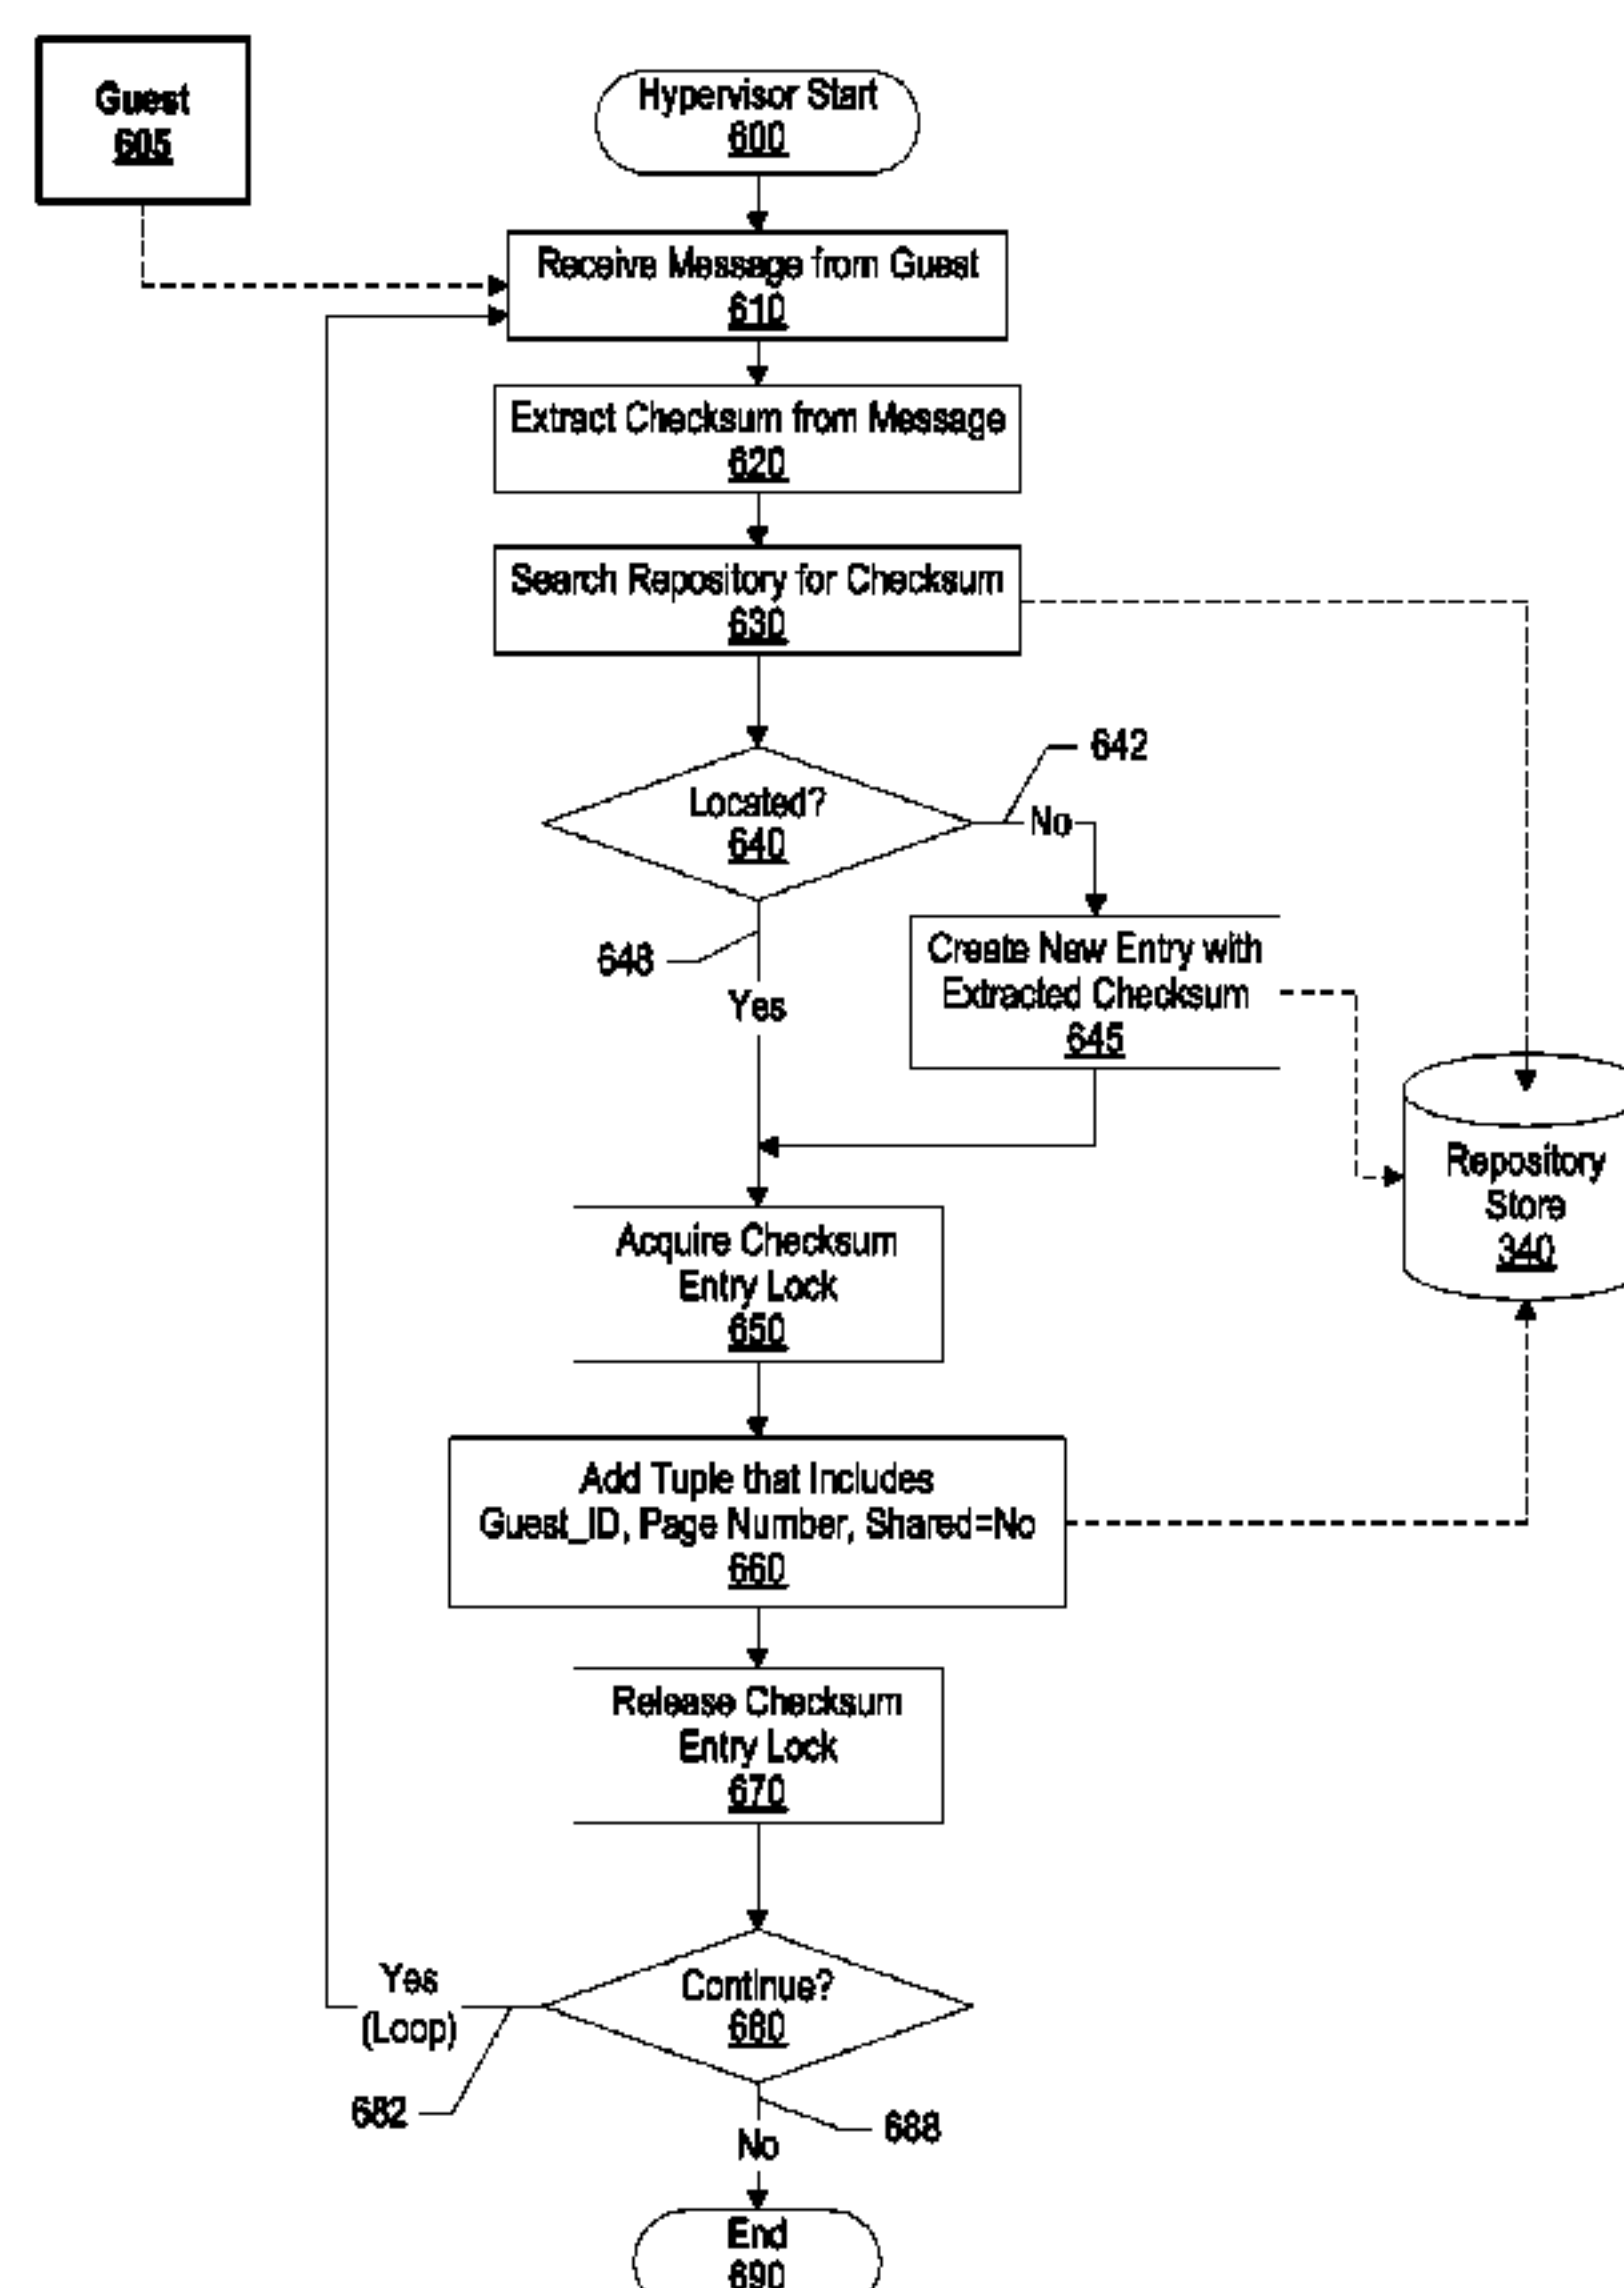 Guest
605
Hypervisor Start
600
Receive Message from Guest
610
Extract Checksum from Message
620
Search Repository for Checksum
630
642
Located?
640
No
648
Yes
Create New Entry with
Extracted Checksum
645
Repository
Store
340
Acquire Checksum
Entry Lock
650
Add Tuple that Includes
Guest_ID, Page Number, Shared=No
660
Release Checksum
Entry Lock
670
Continue?
680
Yes
(Loop)
682
688
No
End
690